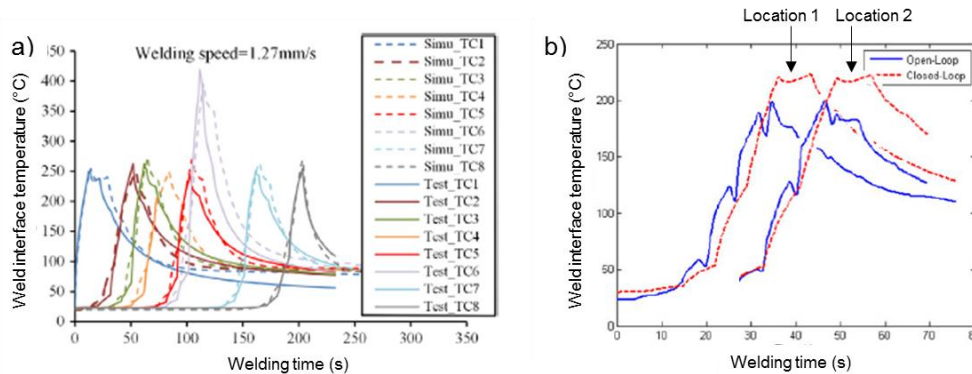 a)
Welding speed=1.27mm/s
Weld interface temperature (°C)
450
400
350
300
250
200
150
100
50
0
0
50
100
150
200
250
300
350
Welding time (s)
Simu_TC1
Simu_TC2
Simu_TC3
Simu_TC4
Simu_TC5
Simu_TC6
Simu_TC7
Simu_TC8
Test_TC1
Test_TC2
Test_TC3
Test_TC4
Test_TC5
Test_TC6
Test_TC7
Test_TC8
b)
Location 1
Location 2
Weld interface temperature (°C)
250
200
150
100
50
0
0
10
20
30
40
50
60
70
Welding time (s)
Open-Loop
Closed-Loop